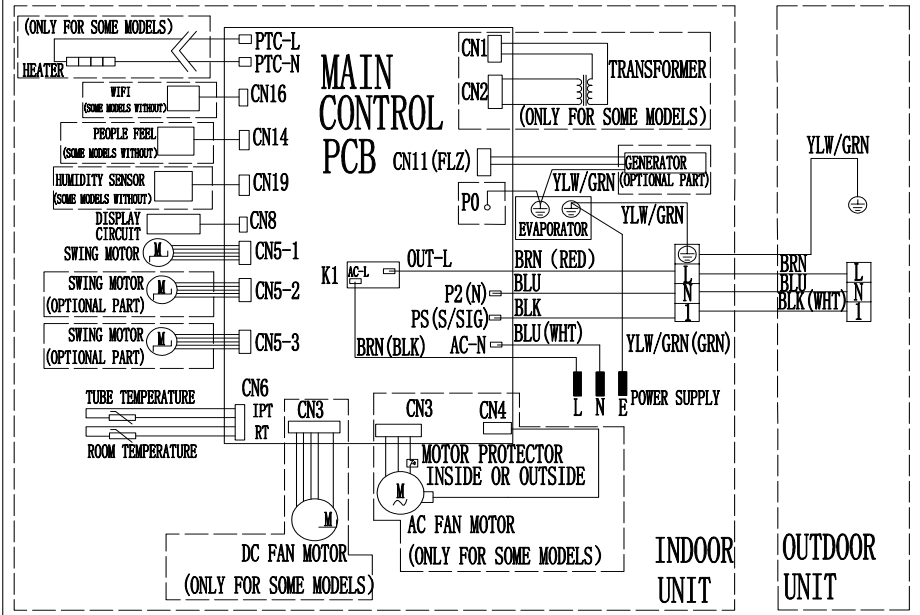 (ONLY FOR SOME MODELS)
HEATER
PTC-L
PTC-N
WIFI
(SOME MODELS WITHOUT)
CN16
PEOPLE FEEL
(SOME MODELS WITHOUT)
CN14
HUMIDITY SENSOR
(SOME MODELS WITHOUT)
CN19
DISPLAY
CIRCUIT
CN8
SWING MOTOR
M
CN5-1
SWING MOTOR
(OPTIONAL PART)
M
CN5-2
SWING MOTOR
(OPTIONAL PART)
M
CN5-3
TUBE TEMPERATURE
ROOM TEMPERATURE
CN6
IPT
RT
MAIN
CONTROL
PCB
CN1
CN2
TRANSFORMER
(ONLY FOR SOME MODELS)
CN11(FLZ)
GENERATOR
(OPTIONAL PART)
YLW/GRN
P0
EVAPORATOR
YLW/GRN
K1
AC-L
OUT-L
BRN (RED)
P2(N)
BLU
PS(S/SIG)
BLK
AC-N
BLU(WHT)
BRN(BLK)
YLW/GRN(GRN)
L
N
1
L
N
E
POWER SUPPLY
CN3
M
DC FAN MOTOR
(ONLY FOR SOME MODELS)
CN3
CN4
MOTOR PROTECTOR
INSIDE OR OUTSIDE
M
AC FAN MOTOR
(ONLY FOR SOME MODELS)
INDOOR
UNIT
YLW/GRN
BRN
BLU
BLK(WHT)
L
N
1
OUTDOOR
UNIT